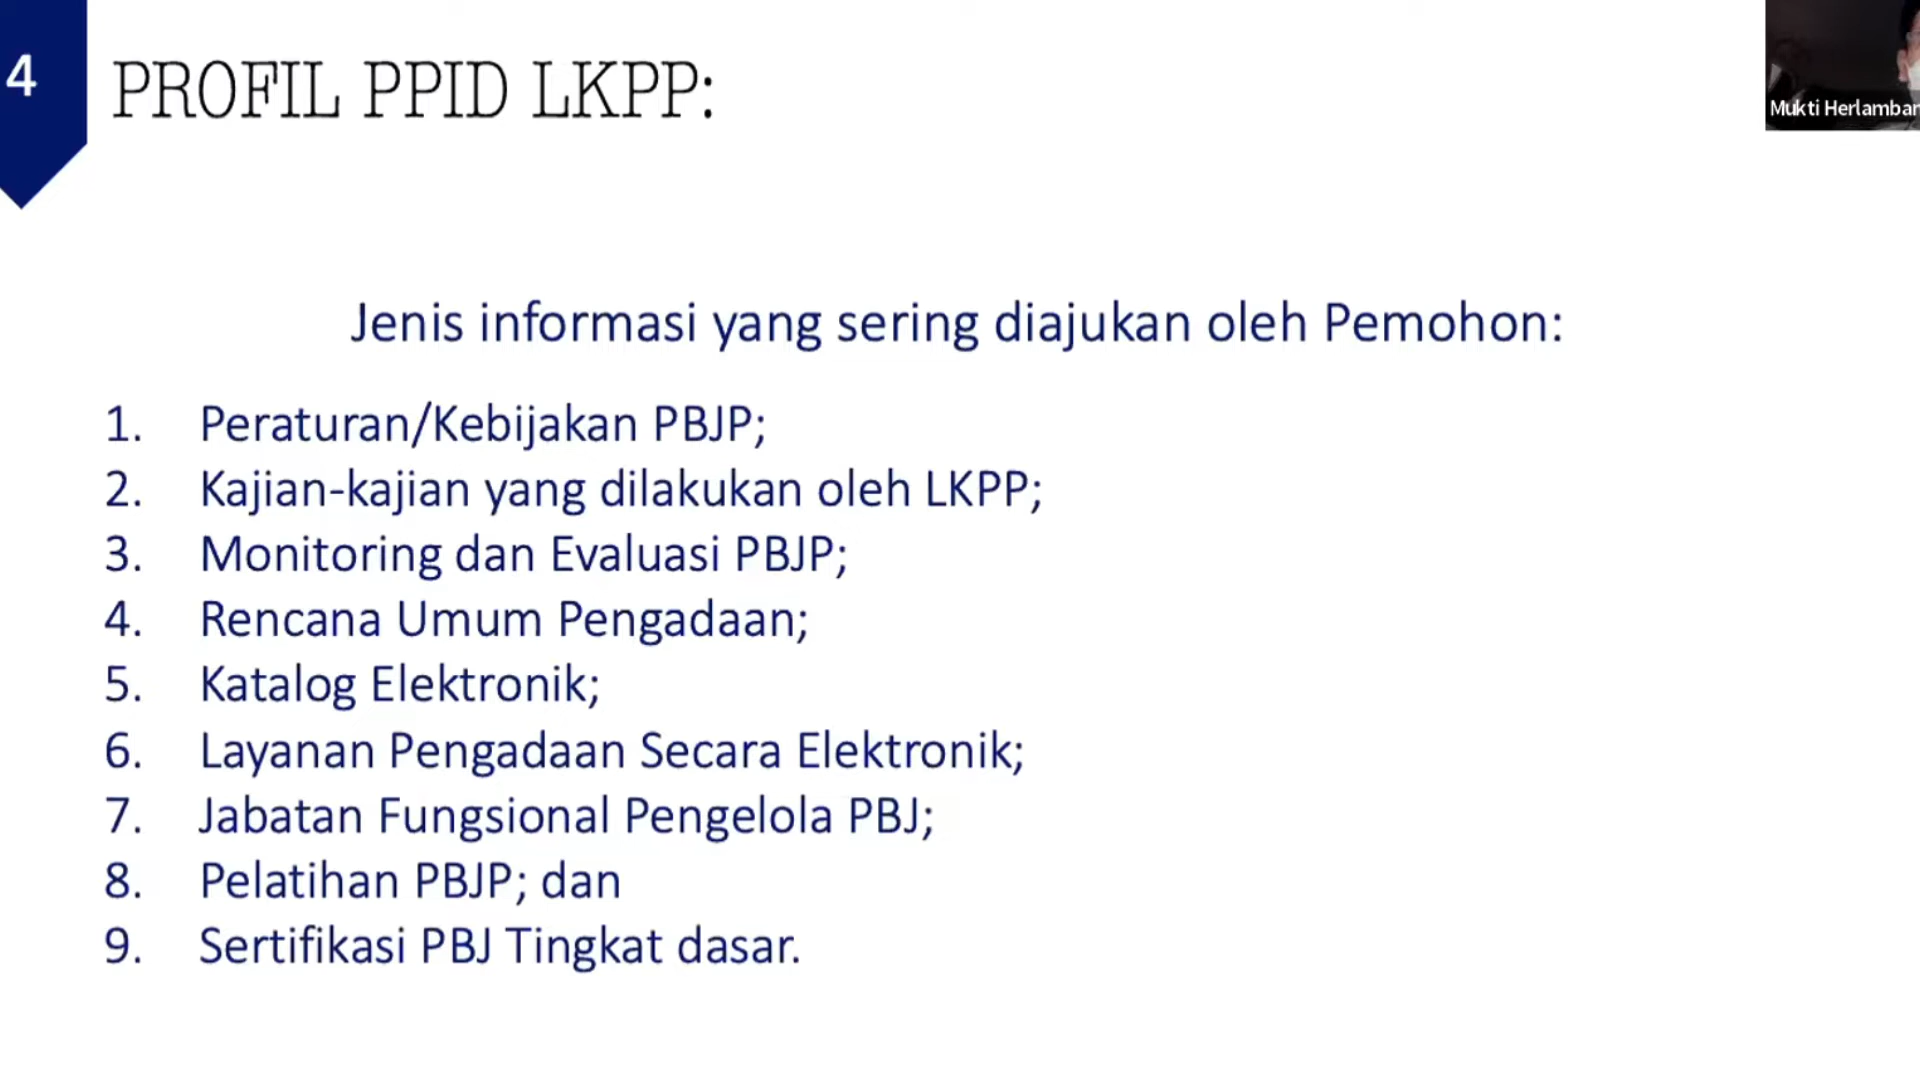 4
PROFIL PPID LKPP:
Mukti Herlamban
Jenis informasi yang sering diajukan oleh Pemohon:
1. Peraturan/Kebijakan PBJP;
2. Kajian-kajian yang dilakukan oleh LKPP;
3. Monitoring dan Evaluasi PBJP;
4. Rencana Umum Pengadaan;
5. Katalog Elektronik;
6. Layanan Pengadaan Secara Elektronik;
7. Jabatan Fungsional Pengelola PBJ;
8. Pelatihan PBJP; dan
9. Sertifikasi PBJ Tingkat dasar.